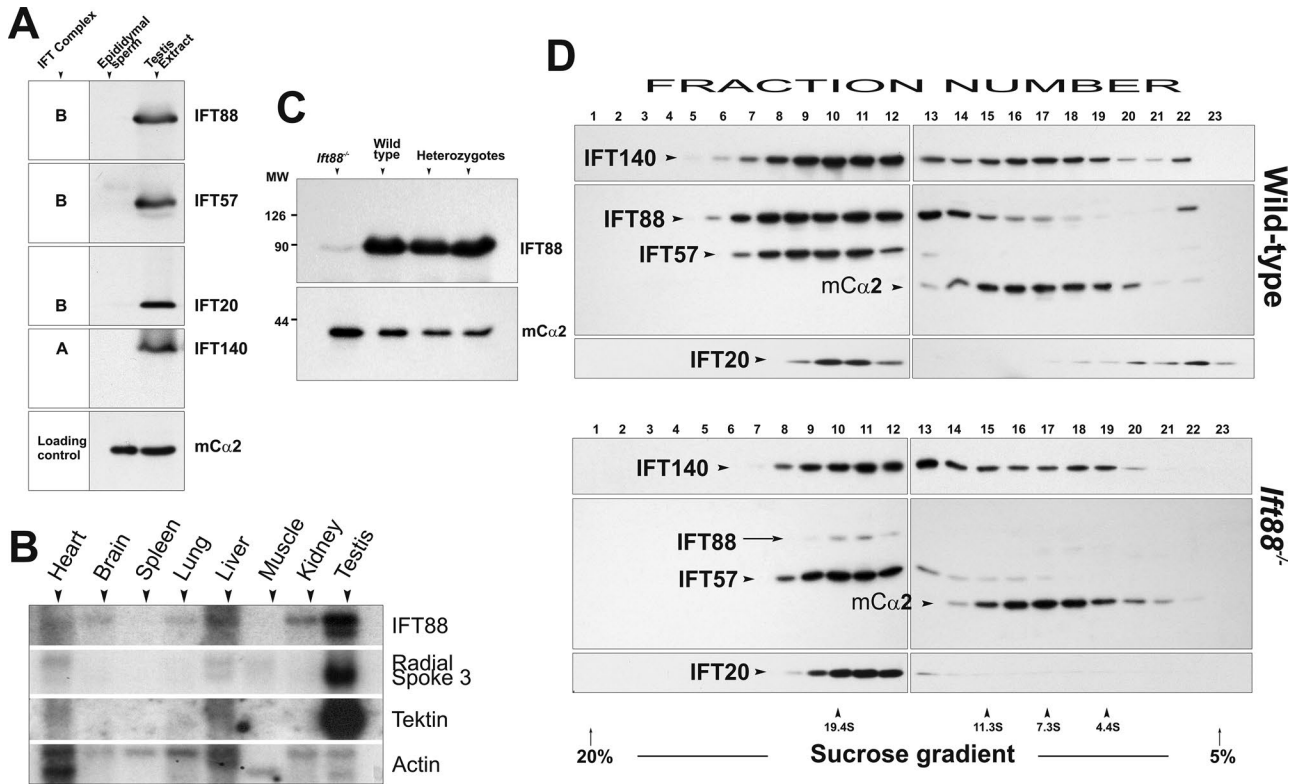 A
IFT Complex
Epididymal sperm
Testis Extract
B
IFT88
B
IFT57
B
IFT20
A
IFT140
Loading control
mCα2
B
Heart
Brain
Spleen
Lung
Liver
Muscle
Kidney
Testis
IFT88
Radial Spoke 3
Tektin
Actin
C
Ift88-/-
Wild type
Heterozygotes
MW
126
90
IFT88
44
mCα2
D
FRACTION NUMBER
1 2 3 4 5 6 7 8 9 10 11 12 13 14 15 16 17 18 19 20 21 22 23
IFT140
IFT88
IFT57
mCα2
IFT20
Wild-type
1 2 3 4 5 6 7 8 9 10 11 12 13 14 15 16 17 18 19 20 21 22 23
IFT140
IFT88
IFT57
mCα2
IFT20
Ift88-/-
19.4S 11.3S 7.3S 4.4S
20% Sucrose gradient 5%